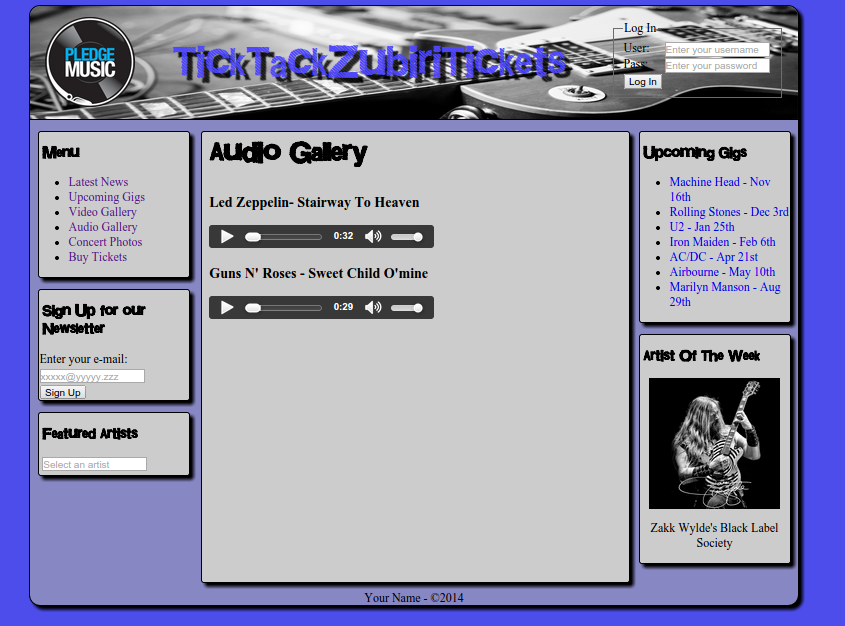 PLEDGE
MUSIC
TickTackZubiriTickets
Log In
User: Enter your username
Pass: Enter your password
Log In
Menu
Latest News
Upcoming Gigs
Video Gallery
Audio Gallery
Concert Photos
Buy Tickets
Sign Up for our
Newsletter
Enter your e-mail:
xxxxx@yyyyy.zzz
Sign Up
Featured Artists
Select an artist
Audio Gallery
Led Zeppelin- Stairway To Heaven
0:32
Guns N' Roses - Sweet Child O'mine
0:29
Upcoming Gigs
Machine Head - Nov
16th
Rolling Stones - Dec 3rd
U2 - Jan 25th
Iron Maiden - Feb 6th
AC/DC - Apr 21st
Airbourne - May 10th
Marilyn Manson - Aug
29th
Artist Of The Week
Zakk Wylde's Black Label
Society
Your Name - ©2014